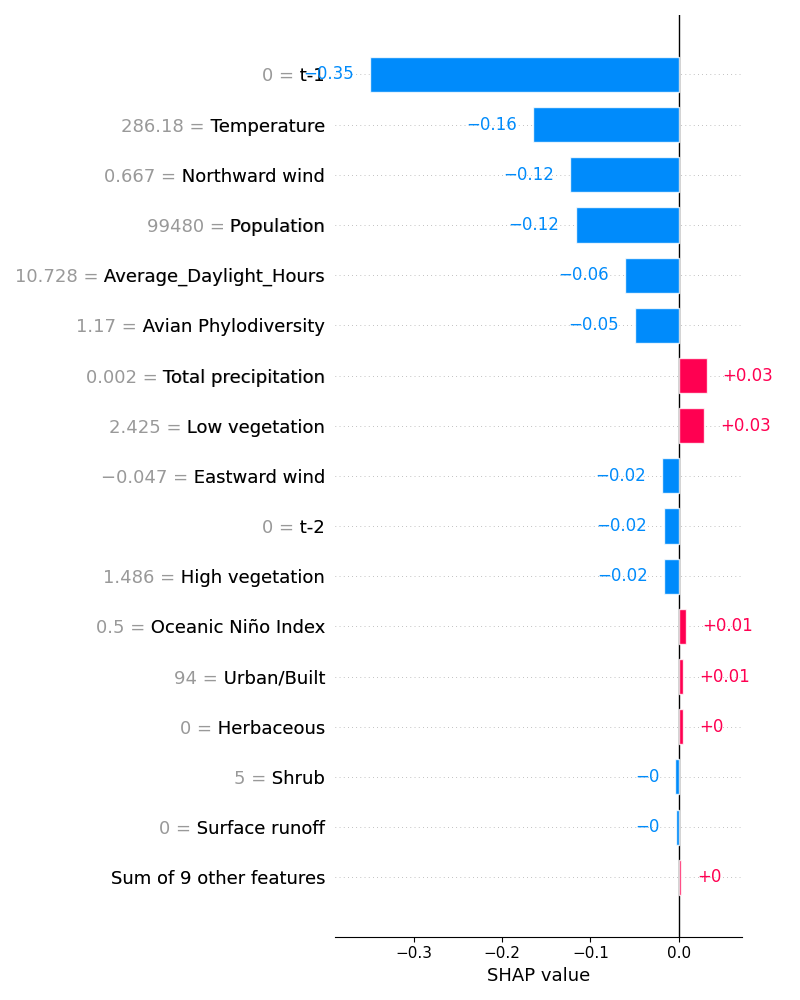 0 = t-1 −0.35
286.18 = Temperature −0.16
0.667 = Northward wind −0.12
99480 = Population −0.12
10.728 = Average_Daylight_Hours −0.06
1.17 = Avian Phylodiversity −0.05
0.002 = Total precipitation +0.03
2.425 = Low vegetation +0.03
−0.047 = Eastward wind −0.02
0 = t-2 −0.02
1.486 = High vegetation −0.02
0.5 = Oceanic Niño Index +0.01
94 = Urban/Built +0.01
0 = Herbaceous +0
5 = Shrub −0
0 = Surface runoff −0
Sum of 9 other features +0
−0.3 −0.2 −0.1 0.0
SHAP value